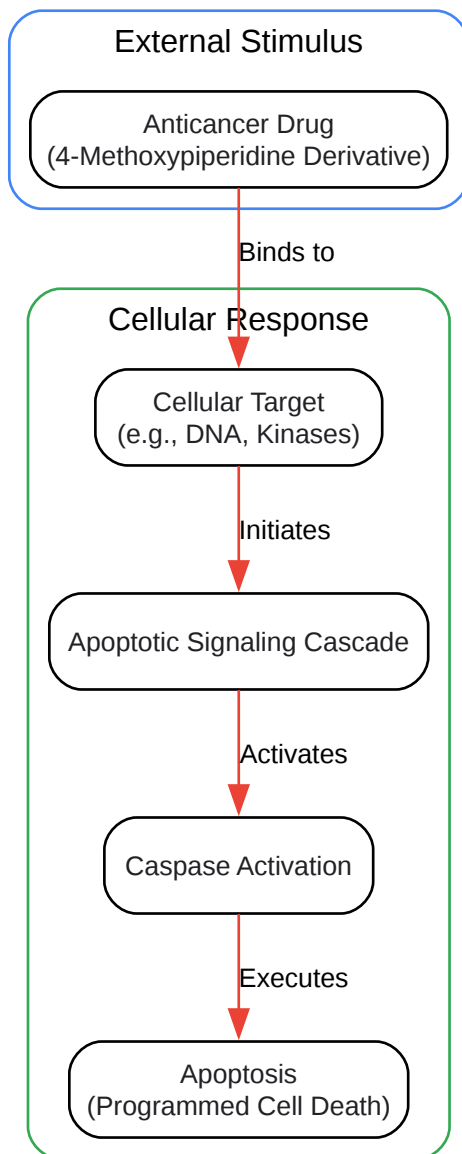 External Stimulus
Anticancer Drug
(4-Methoxypiperidine Derivative)
Binds to
Cellular Response
Cellular Target
(e.g., DNA, Kinases)
Initiates
Apoptotic Signaling Cascade
Activates
Caspase Activation
Executes
Apoptosis
(Programmed Cell Death)